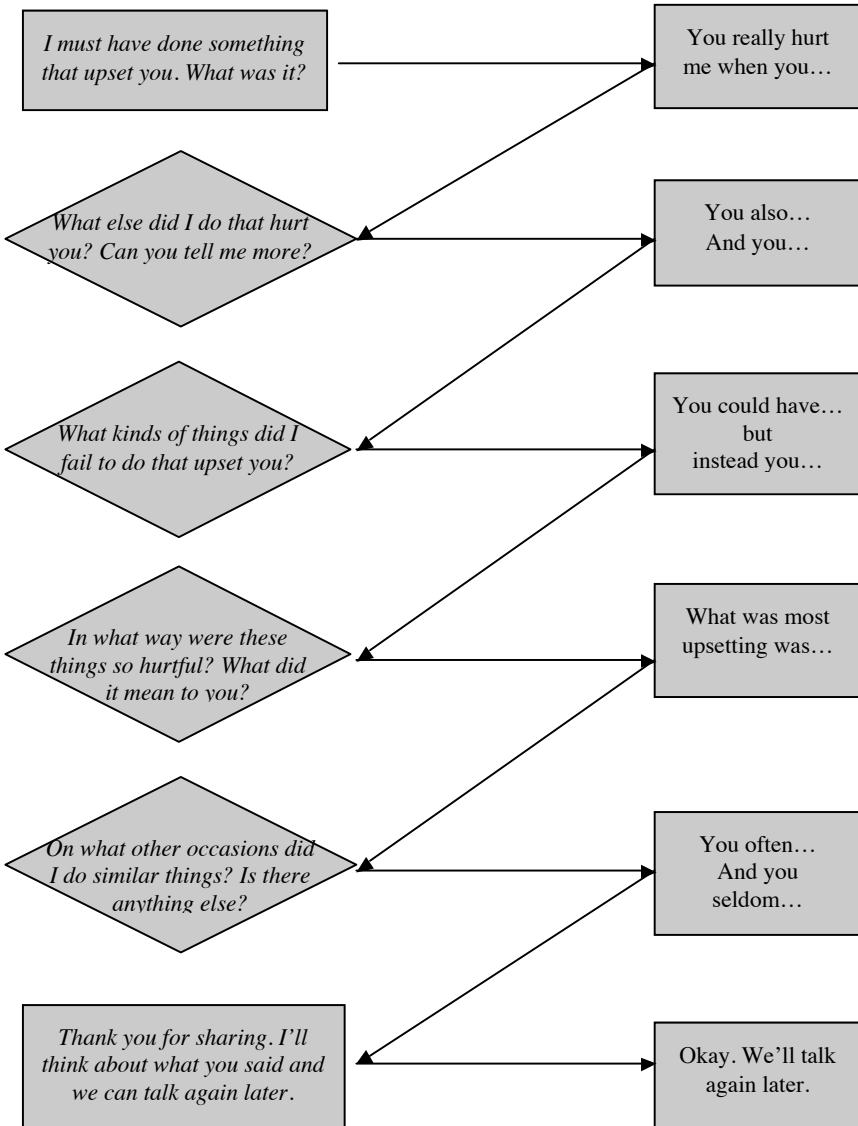 I must have done something
that upset you. What was it?
You really hurt
me when you…
What else did I do that hurt
you? Can you tell me more?
You also…
And you…
What kinds of things did I
fail to do that upset you?
You could have…
but
instead you…
In what way were these
things so hurtful? What did
it mean to you?
What was most
upsetting was…
On what other occasions did
I do similar things? Is there
anything else?
You often…
And you
seldom…
Thank you for sharing. I’ll
think about what you said and
we can talk again later.
Okay. We’ll talk
again later.